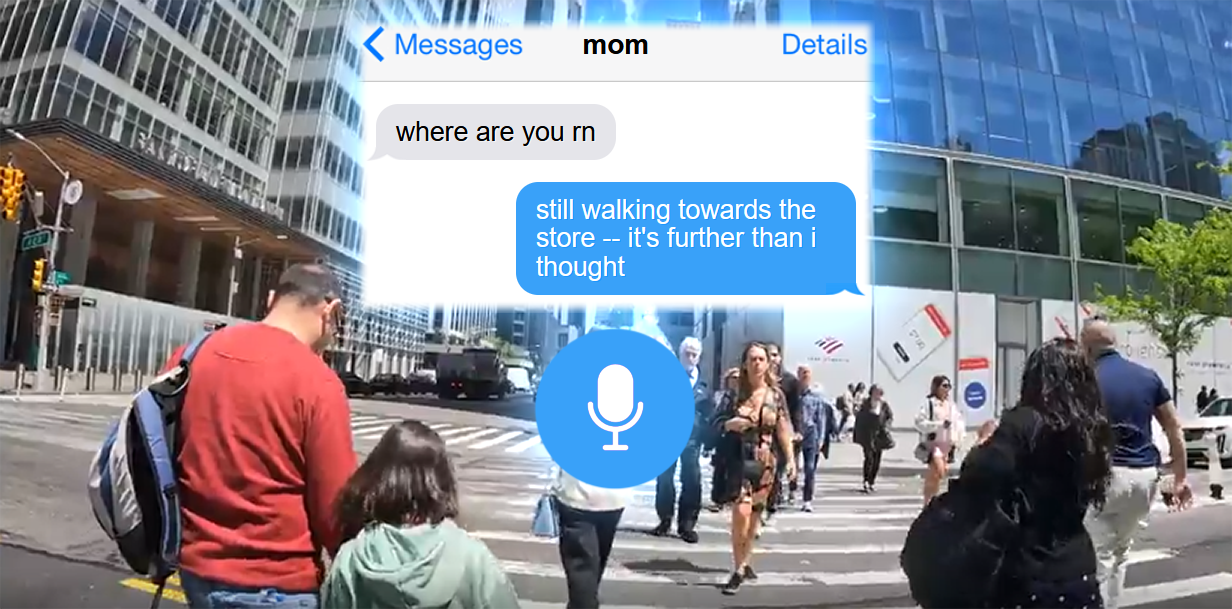 Messages
mom
Details
where are you rn
still walking towards the
store -- it's further than i
thought